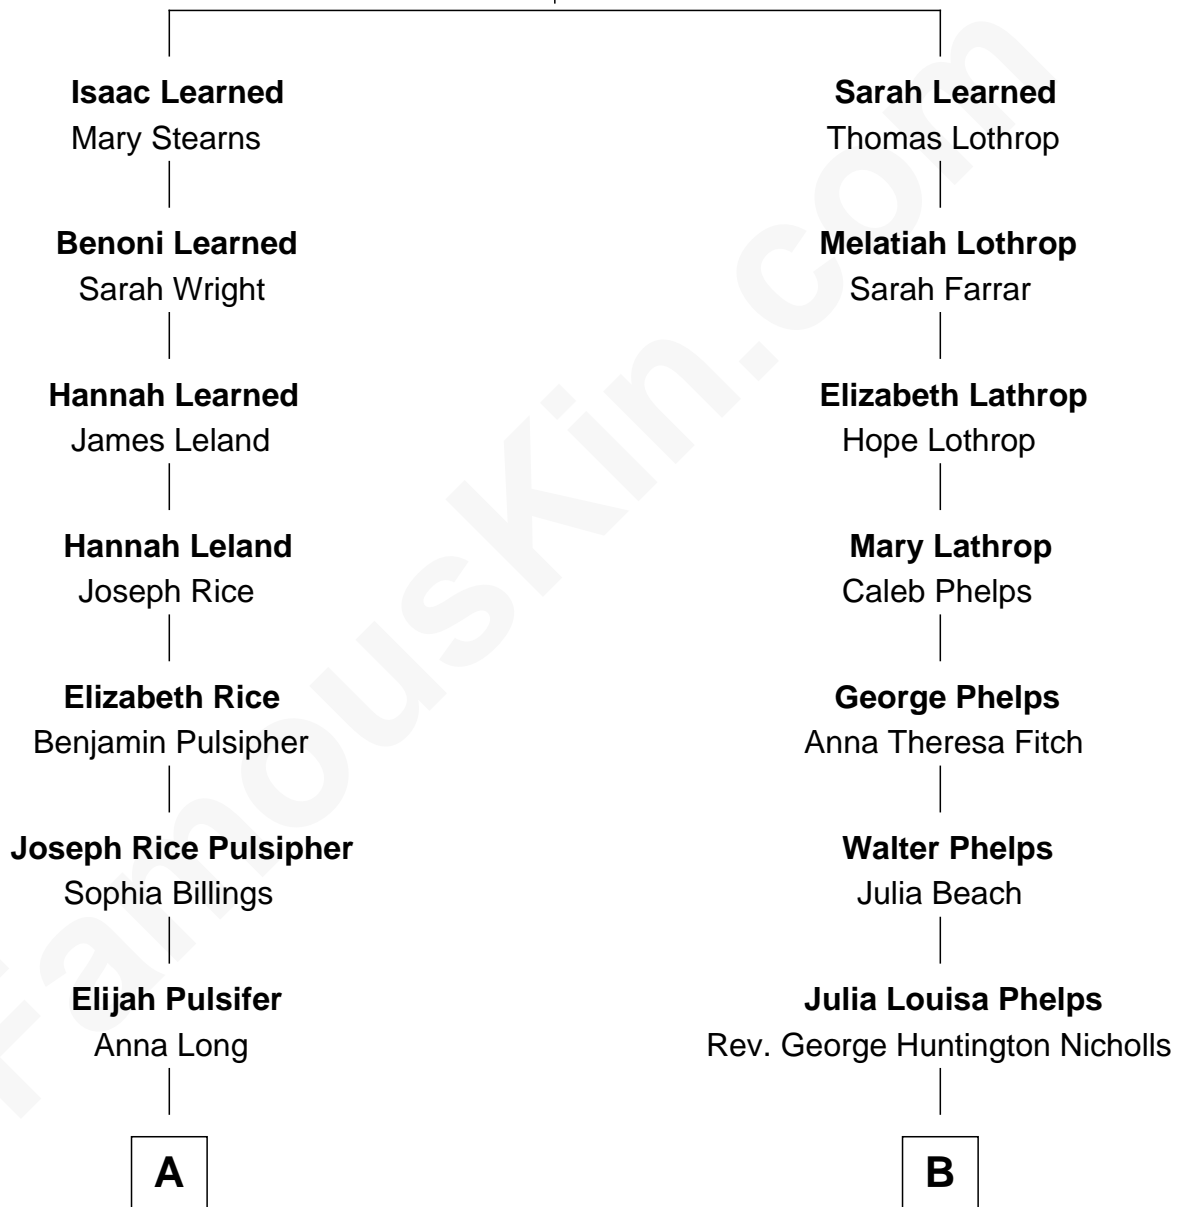 Isaac Learned
Mary Stearns
Benoni Learned
Sarah Wright
Hannah Learned
James Leland
Hannah Leland
Joseph Rice
Elizabeth Rice
Benjamin Pulsipher
Joseph Rice Pulsipher
Sophia Billings
Elijah Pulsifer
Anna Long
A
Sarah Learned
Thomas Lothrop
Melatiah Lothrop
Sarah Farrar
Elizabeth Lathrop
Hope Lothrop
Mary Lathrop
Caleb Phelps
George Phelps
Anna Theresa Fitch
Walter Phelps
Julia Beach
Julia Louisa Phelps
Rev. George Huntington Nicholls
B
FamousKin.com